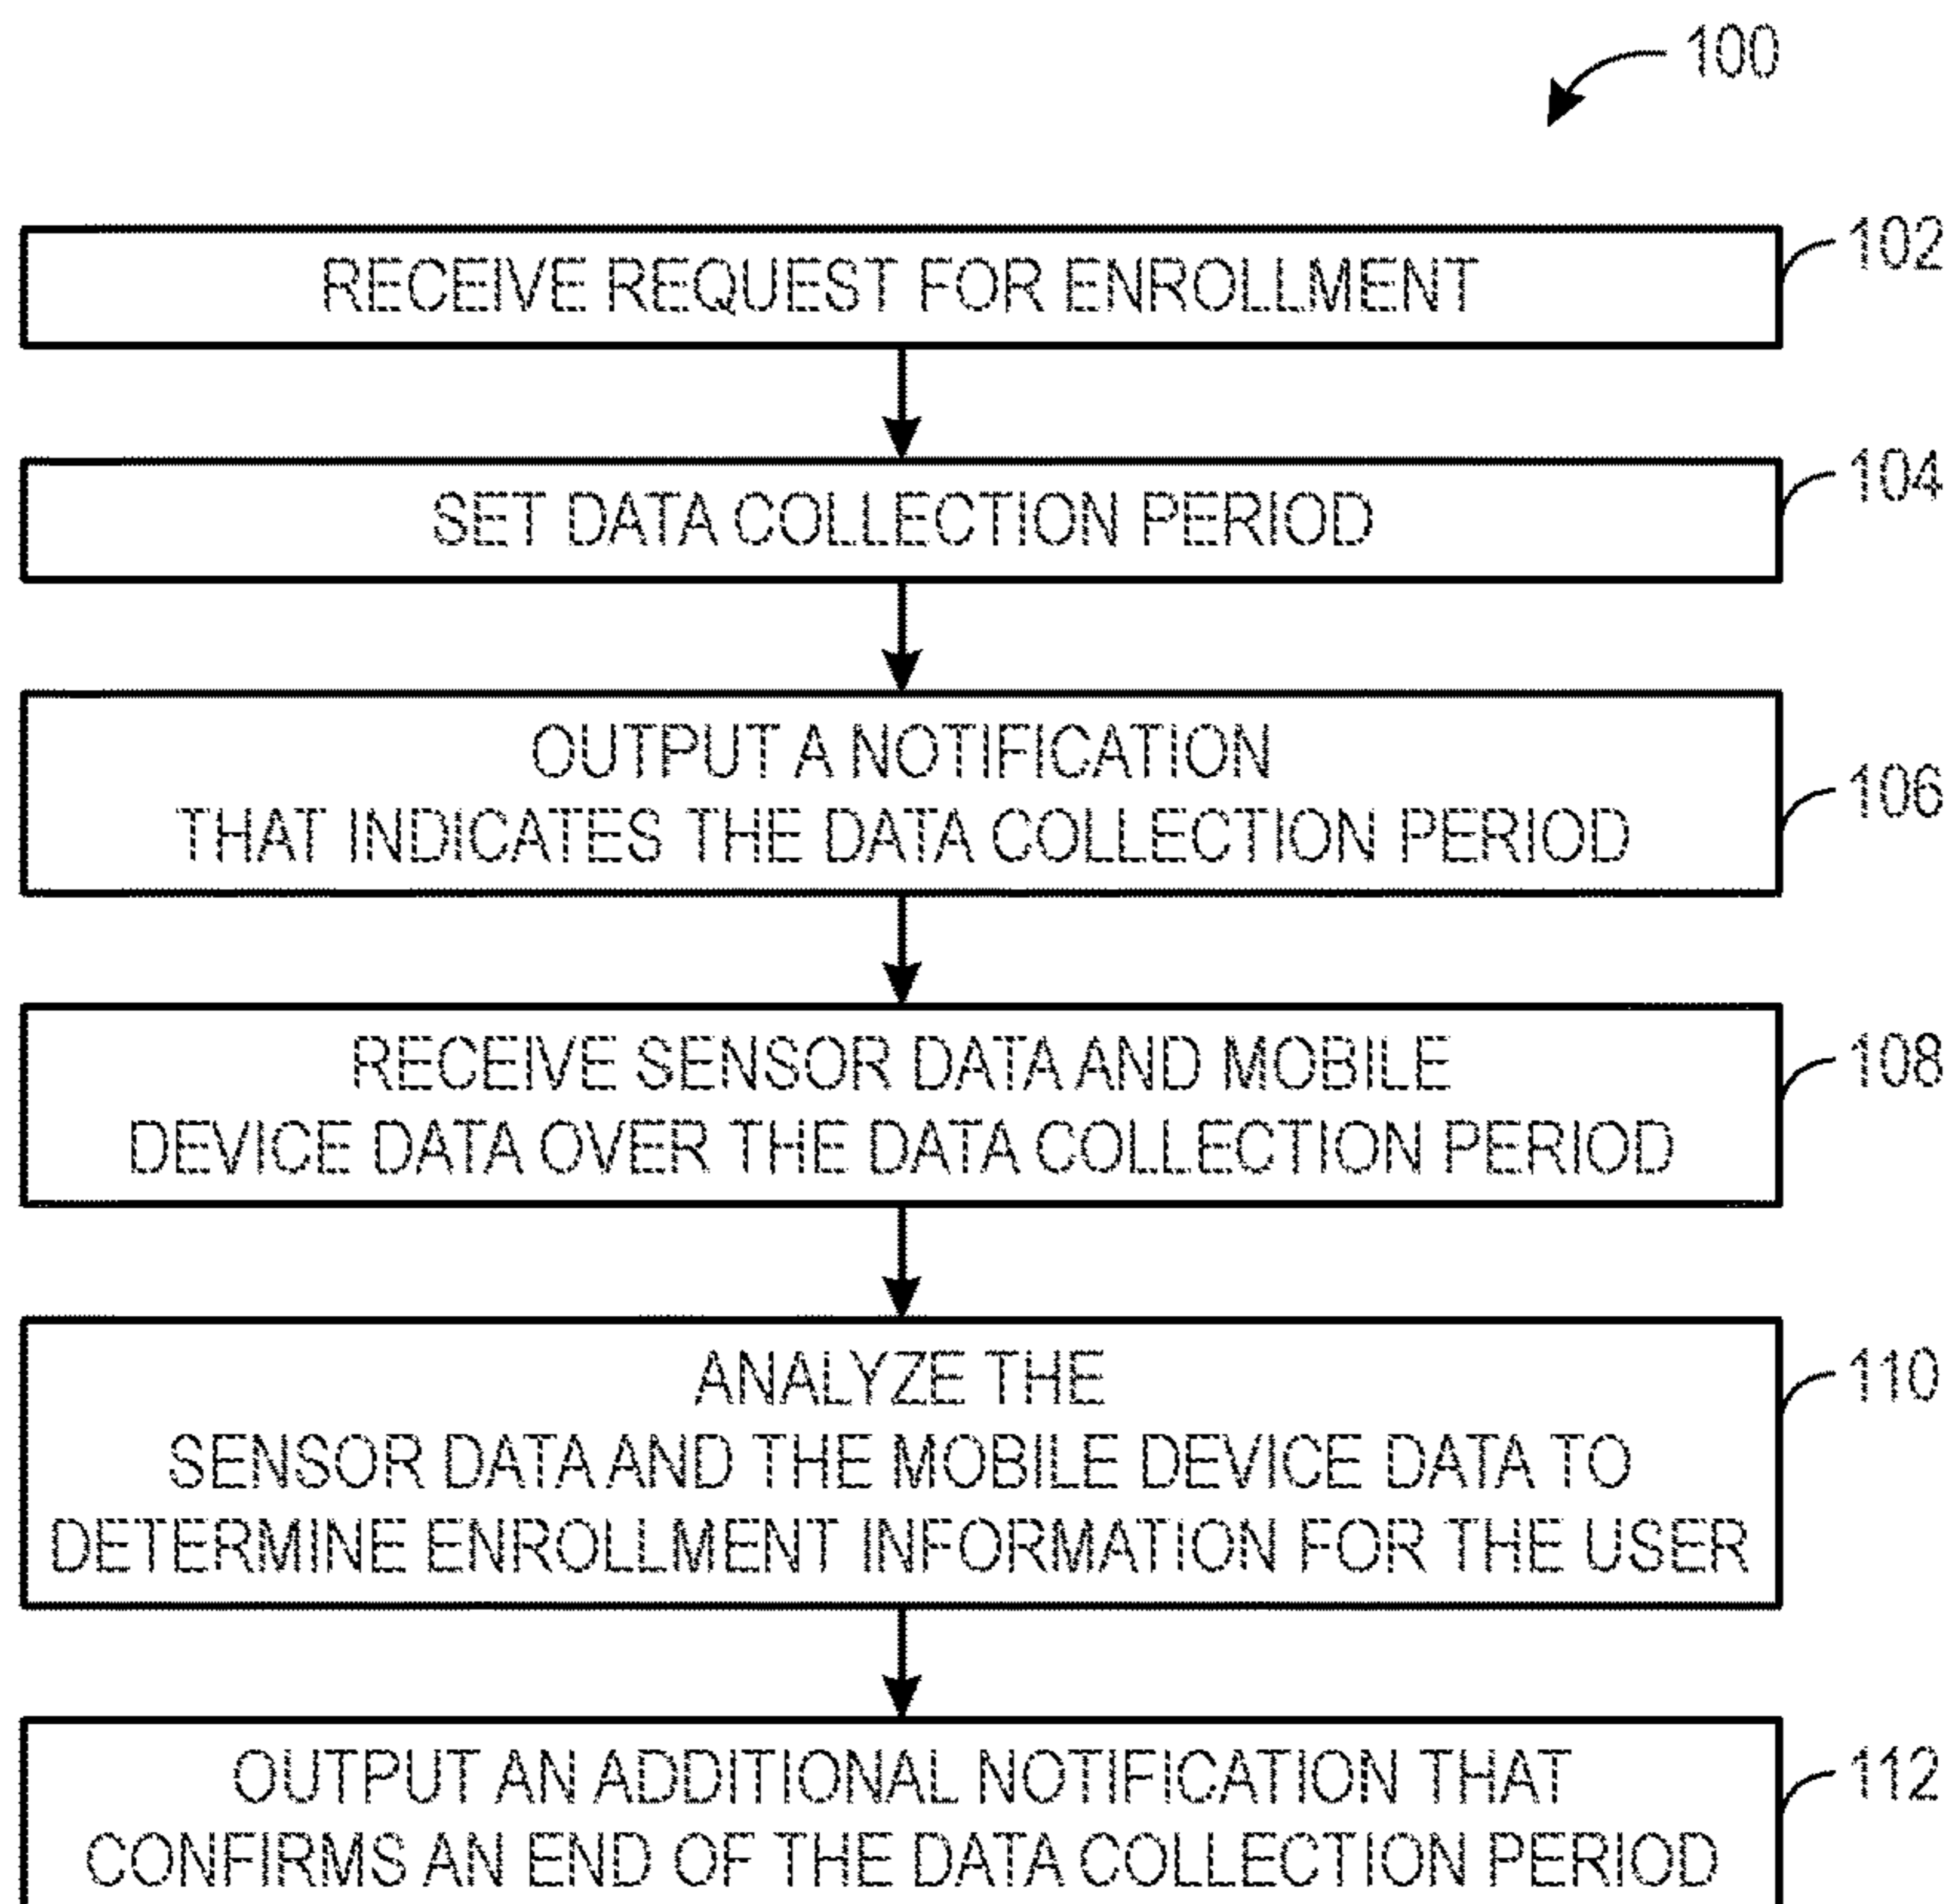 100
RECEIVE REQUEST FOR ENROLLMENT
102
SET DATA COLLECTION PERIOD
104
OUTPUT A NOTIFICATION
THAT INDICATES THE DATA COLLECTION PERIOD
106
RECEIVE SENSOR DATA AND MOBILE
DEVICE DATA OVER THE DATA COLLECTION PERIOD
108
ANALYZE THE
SENSOR DATA AND THE MOBILE DEVICE DATA TO
DETERMINE ENROLLMENT INFORMATION FOR THE USER
110
OUTPUT AN ADDITIONAL NOTIFICATION THAT
CONFIRMS AN END OF THE DATA COLLECTION PERIOD
112